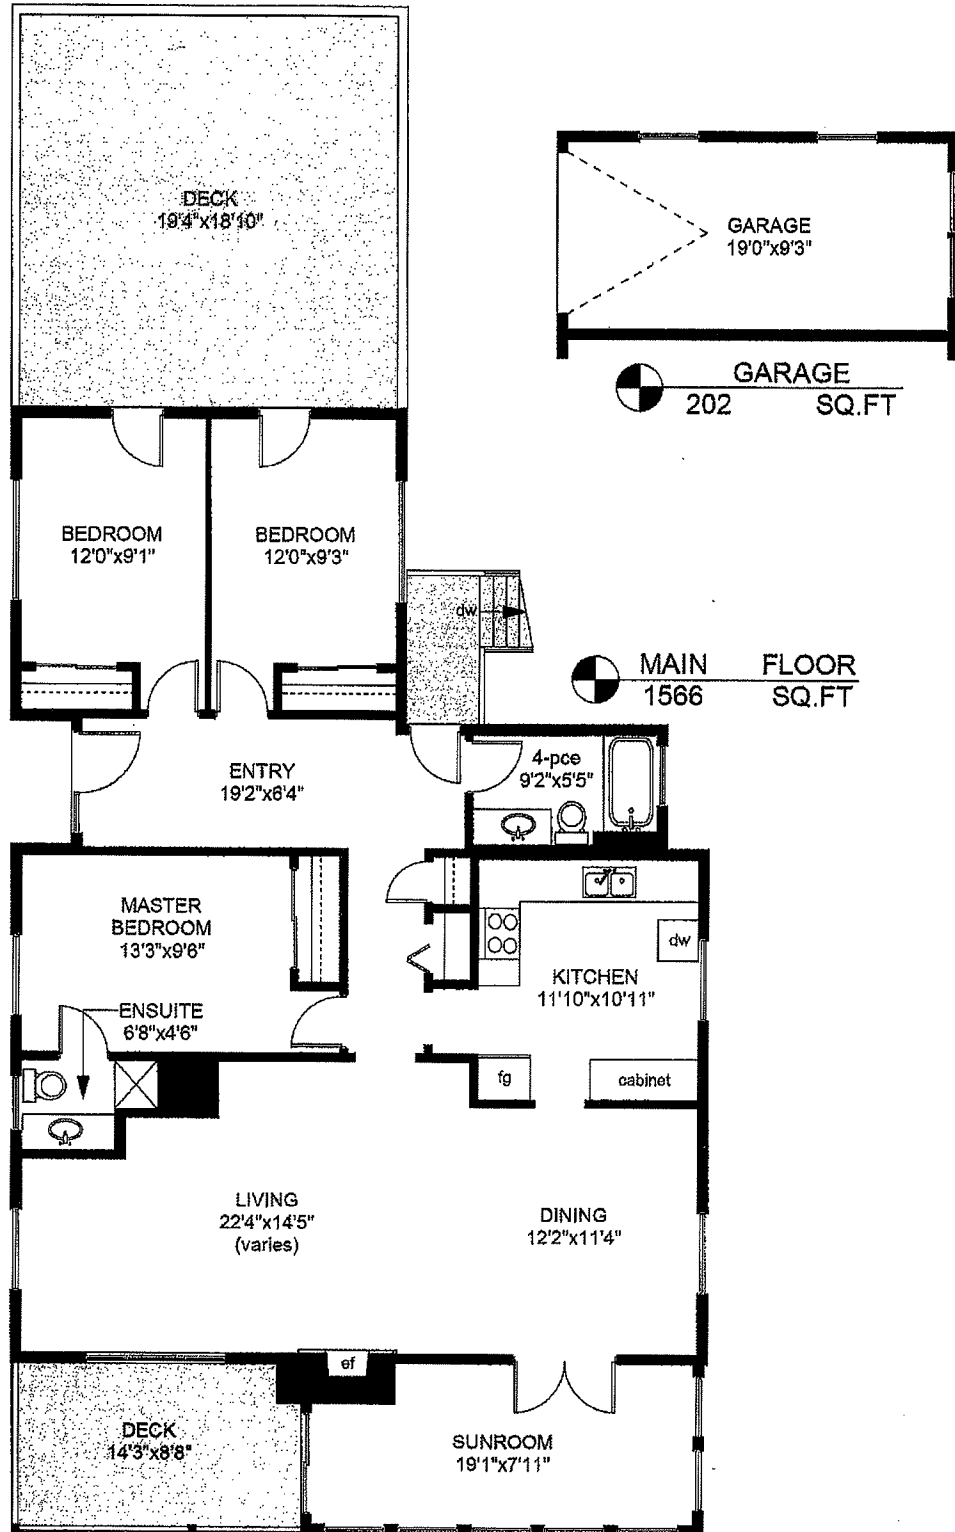 DECK
19'4"x18'10"
GARAGE
19'0"x9'3"
GARAGE
202 SQ.FT
BEDROOM
12'0"x9'1"
BEDROOM
12'0"x9'3"
dw
MAIN FLOOR
1566 SQ.FT
ENTRY
19'2"x6'4"
4-pce
9'2"x5'5"
MASTER
BEDROOM
13'3"x9'6"
dw
KITCHEN
11'10"x10'11"
ENSUITE
6'8"x4'6"
fg
cabinet
LIVING
22'4"x14'5"
(varies)
DINING
12'2"x11'4"
ef
DECK
14'3"x8'8"
SUNROOM
19'1"x7'11"